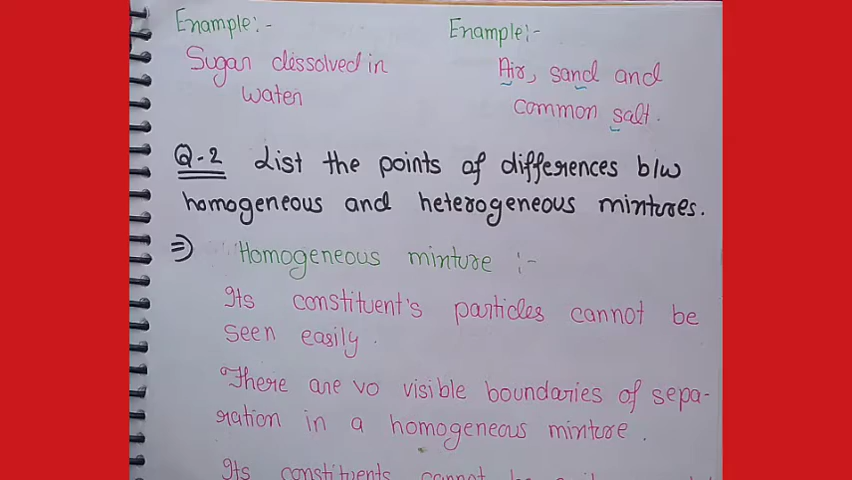 Example:-
Example:-
Sugar dissolved in
water
Air, sand and
common salt.
Q.2 List the points of differences b/w
homogeneous and heterogeneous mixtures.
⇒ Homogeneous mixture :-
Its constituent's particles cannot be
seen easily.
There are no visible boundaries of sepa-
ration in a homogeneous mixture.
Its constituents cannot be